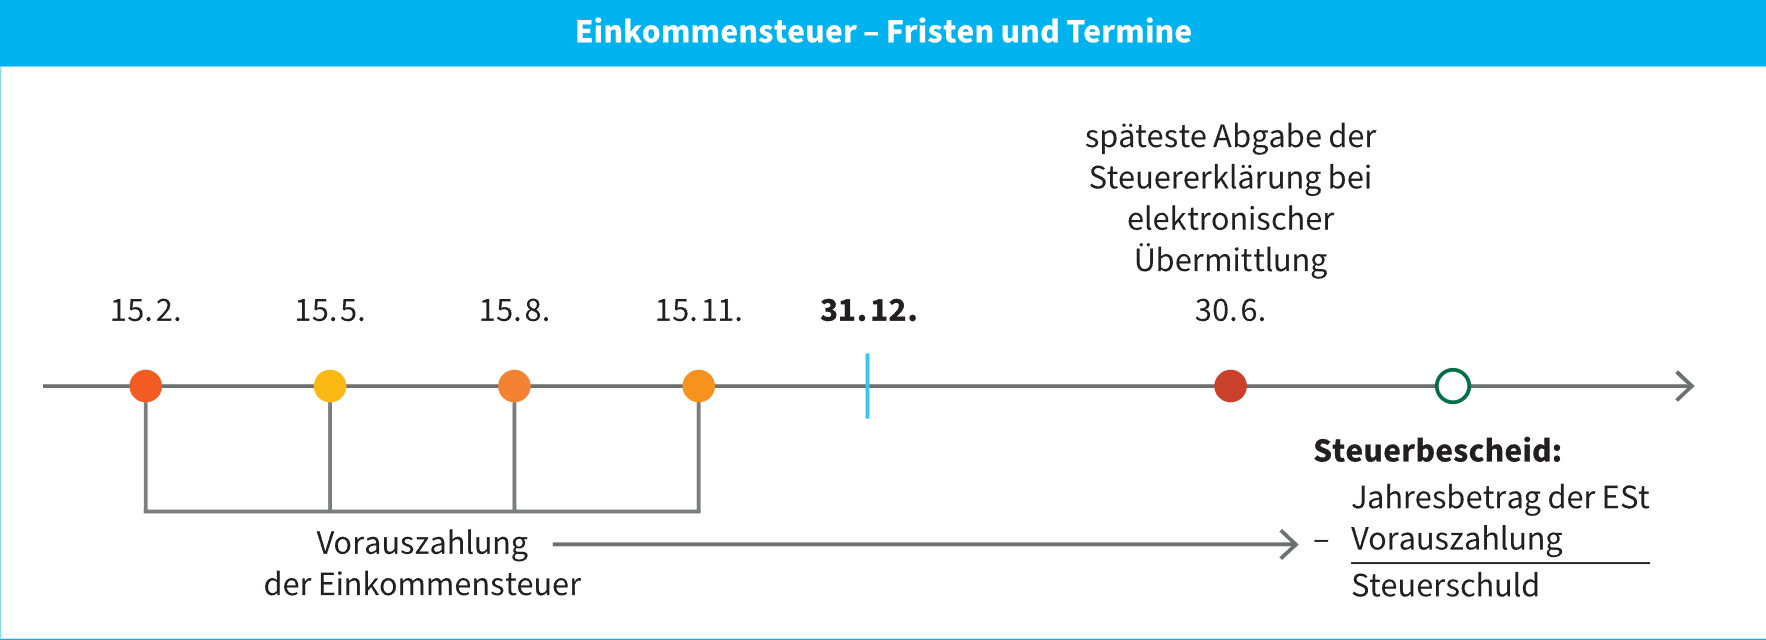 Einkommensteuer – Fristen und Termine
späteste Abgabe der
Steuererklärung bei
elektronischer
Übermittlung
15.2. 15.5. 15.8. 15.11. 31.12. 30.6.
Steuerbescheid:
Jahresbetrag der ESt
– Vorauszahlung
Steuerschuld
Vorauszahlung
der Einkommensteuer